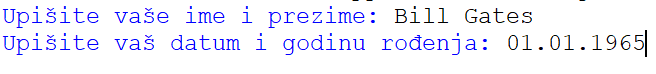 Upišite vaše ime i prezime: Bill Gates
Upišite vaš datum i godinu rođenja: 01.01.1965